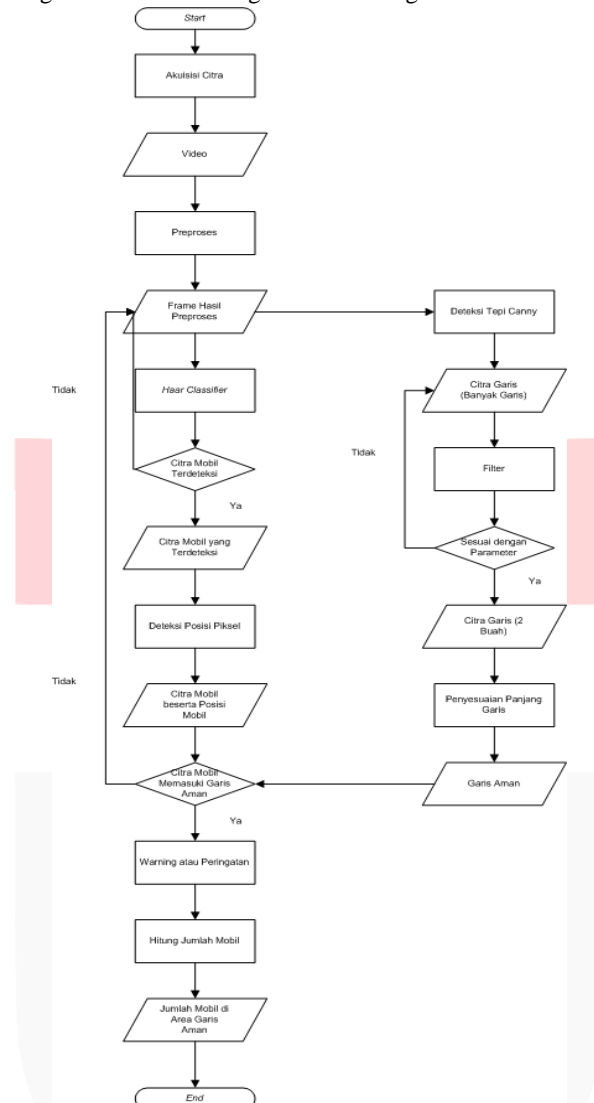 Start
Akuisisi Citra
Video
Preproses
Frame Hasil
Preproses
Haar Classifier
Tidak
Citra Mobil
Terdeteksi
Ya
Citra Mobil yang
Terdeteksi
Deteksi Posisi Piksel
Tidak
Citra Mobil
beserta Posisi
Mobil
Citra Mobil
Memasuki Garis
Aman
Ya
Warning atau Peringatan
Hitung Jumlah Mobil
Jumlah Mobil di
Area Garis
Aman
End
Deteksi Tepi Canny
Citra Garis
(Banyak Garis)
Tidak
Filter
Sesuai dengan
Parameter
Ya
Citra Garis (2
Buah)
Penyesuaian Panjang
Garis
Garis Aman